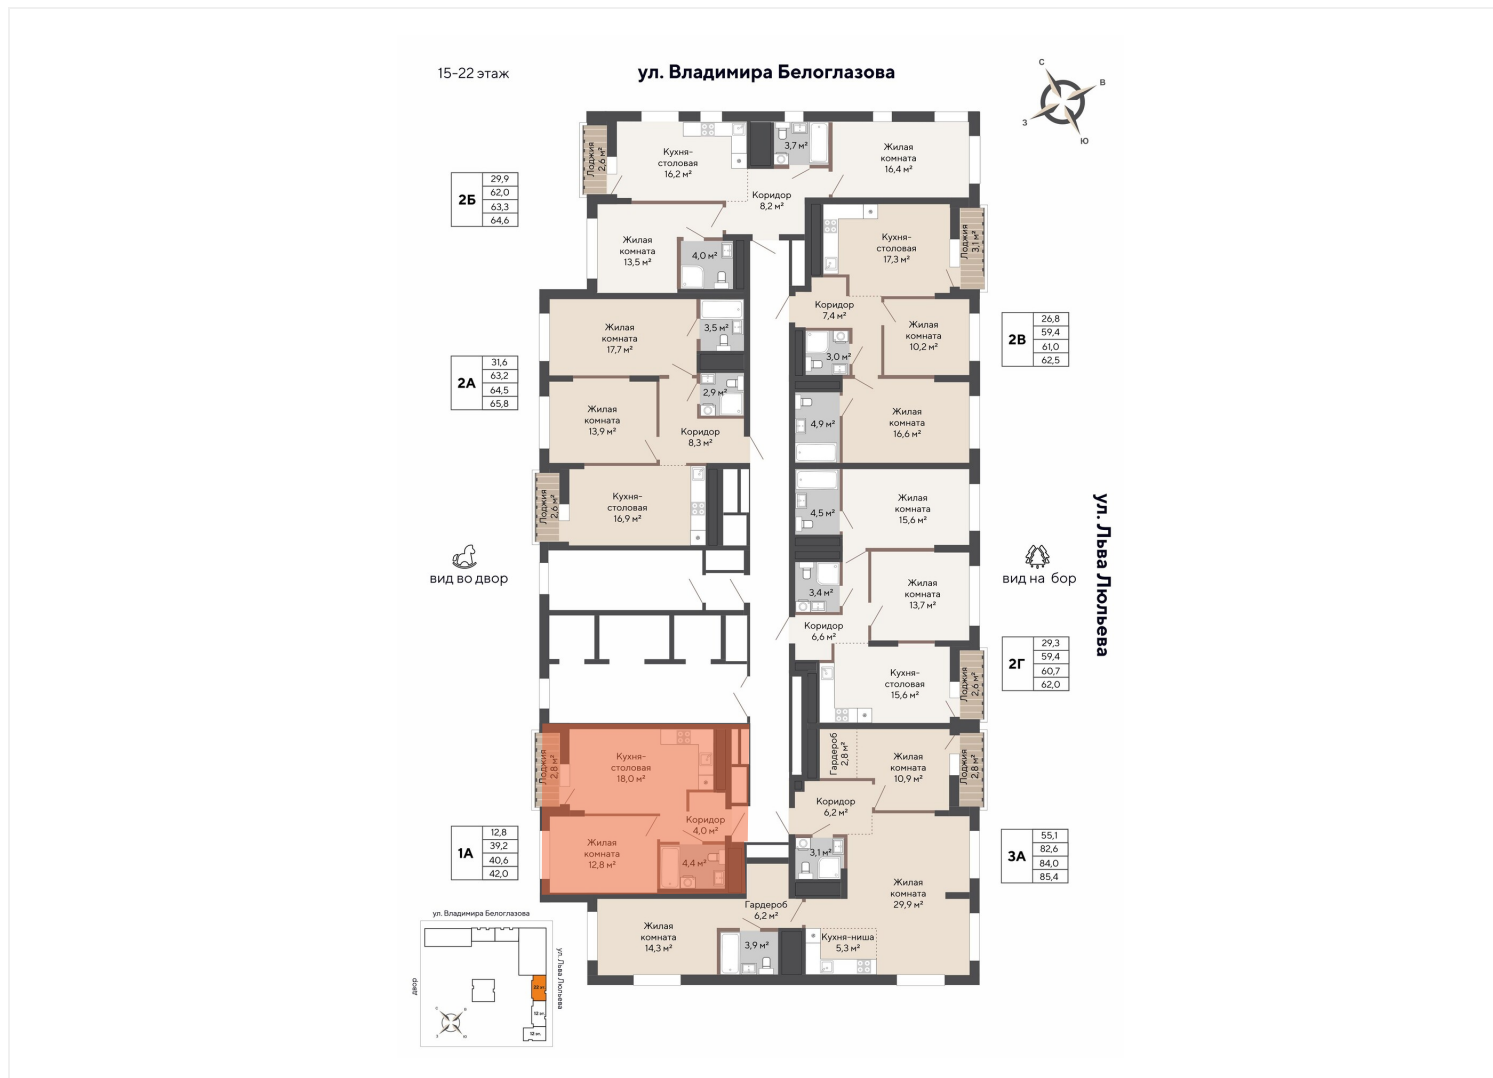 15-22 этаж
ул. Владимира Белоглазова
С
В
З
Ю
Лоджия
2,6 м²
Кухня-
столовая
16,2 м²
3,7 м²
Жилая
комната
16,4 м²
Коридор
8,2 м²
2Б
29,9
62,0
63,3
64,6
Жилая
комната
13,5 м²
4,0 м²
Кухня-
столовая
17,3 м²
Лоджия
3,1 м²
Коридор
7,4 м²
Жилая
комната
17,7 м²
3,5 м²
3,0 м²
Жилая
комната
10,2 м²
2В
26,8
59,4
61,0
62,5
2А
31,6
63,2
64,5
65,8
2,9 м²
Жилая
комната
13,9 м²
Коридор
8,3 м²
4,9 м²
Жилая
комната
16,6 м²
Лоджия
2,6 м²
Кухня-
столовая
16,9 м²
4,5 м²
Жилая
комната
15,6 м²
ул. Льва Люльева
вид во двор
вид на бор
3,4 м²
Жилая
комната
13,7 м²
Коридор
6,6 м²
2Г
29,3
59,4
60,7
62,0
Кухня-
столовая
15,6 м²
Лоджия
2,6 м²
Лоджия
2,8 м²
Кухня-
столовая
18,0 м²
Гардероб
2,8 м²
Жилая
комната
10,9 м²
Лоджия
2,8 м²
Коридор
6,2 м²
Коридор
4,0 м²
1А
12,8
39,2
40,6
42,0
Жилая
комната
12,8 м²
4,4 м²
3,1 м²
3А
55,1
82,6
84,0
85,4
Жилая
комната
29,9 м²
Гардероб
6,2 м²
Жилая
комната
14,3 м²
3,9 м²
Кухня-ниша
5,3 м²
ул. Владимира Белоглазова
ул. Льва Люльева
двор
22 эт.
12 эт.
12 эт.
С
В
З
Ю